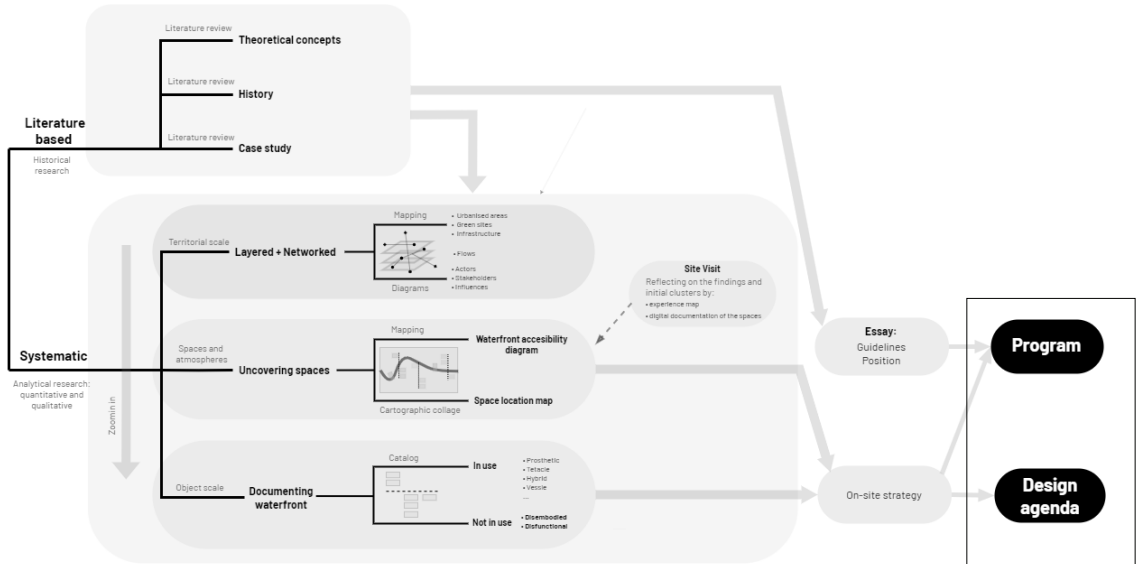 Literature review
Theoretical concepts
Literature review
History
Literature
based
Historical
research
Literature review
Case study
Territorial scale
Layered + Networked
Mapping
Diagrams
• Urbanised areas
• Green sites
• Infrastructure
• Flows
• Actors
• Stakeholders
• Influences
Site Visit
Reflecting on the findings and
initial clusters by:
• experience map
• digital documentation of the spaces
Systematic
Analytical research:
quantitative and
qualitative
Zoomin in
Spaces and
atmospheres
Uncovering spaces
Mapping
Cartographic collage
Waterfront accesibility
diagram
Space location map
Essay:
Guidelines
Position
Program
Object scale
Documenting
waterfront
Catalog
In use
• Prosthetic
• Tetacle
• Hybrid
• Vessle
...
Not in use
• Disembodied
• Disfunctional
On-site strategy
Design
agenda